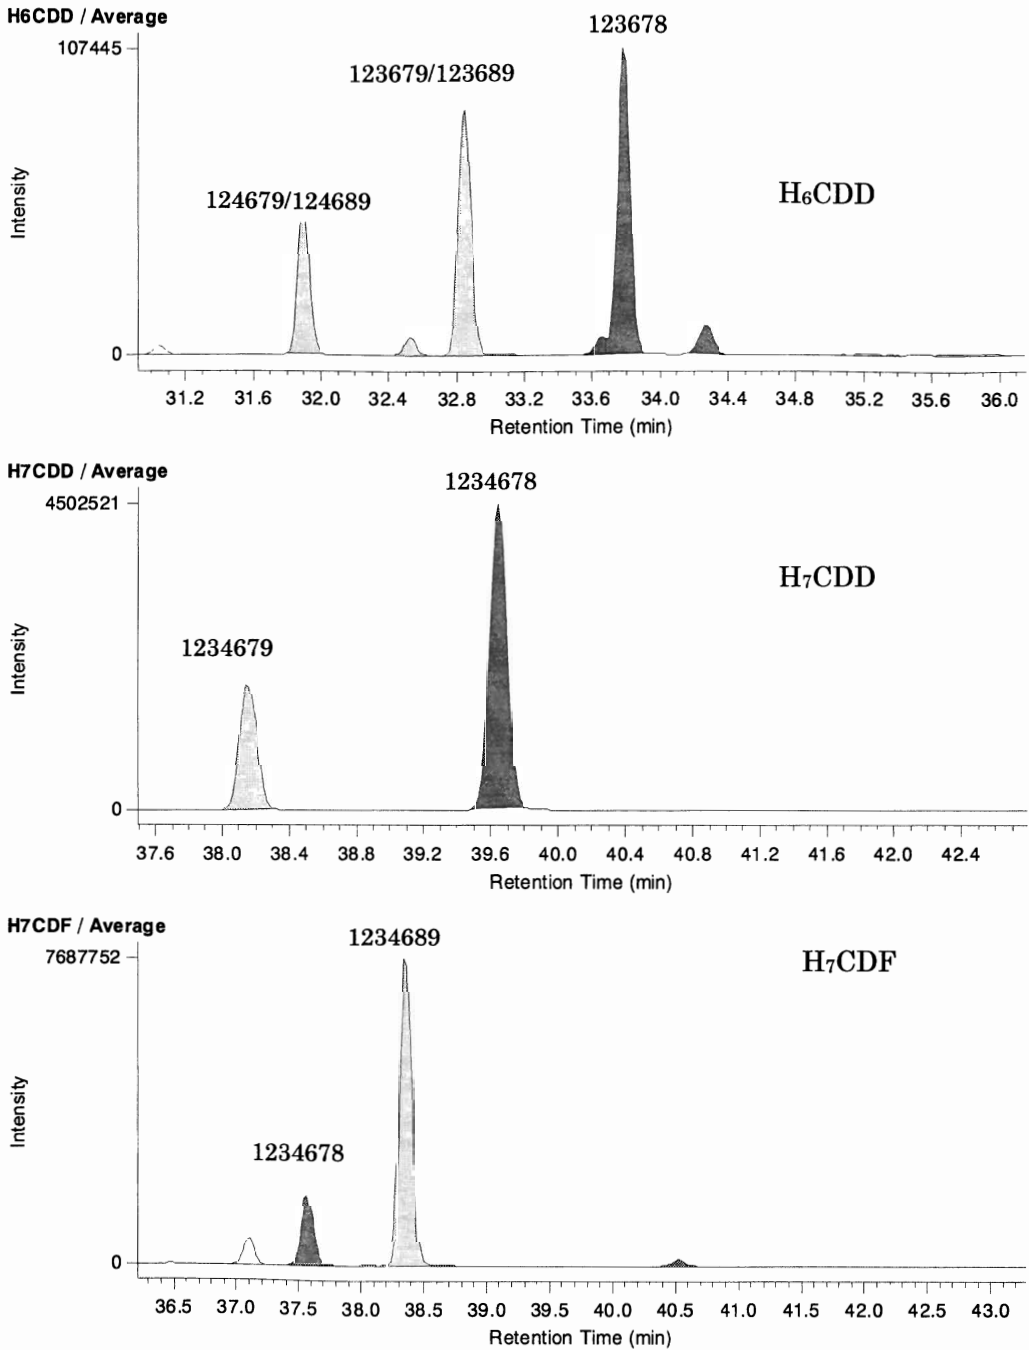 H6CDD / Average
107445
123678
123679/123689
124679/124689
H₆CDD
Intensity
0
31.2 31.6 32.0 32.4 32.8 33.2 33.6 34.0 34.4 34.8 35.2 35.6 36.0
Retention Time (min)
H7CDD / Average
4502521
1234678
H₇CDD
1234679
Intensity
0
37.6 38.0 38.4 38.8 39.2 39.6 40.0 40.4 40.8 41.2 41.6 42.0 42.4
Retention Time (min)
H7CDF / Average
7687752
1234689
H₇CDF
Intensity
1234678
0
36.5 37.0 37.5 38.0 38.5 39.0 39.5 40.0 40.5 41.0 41.5 42.0 42.5 43.0
Retention Time (min)